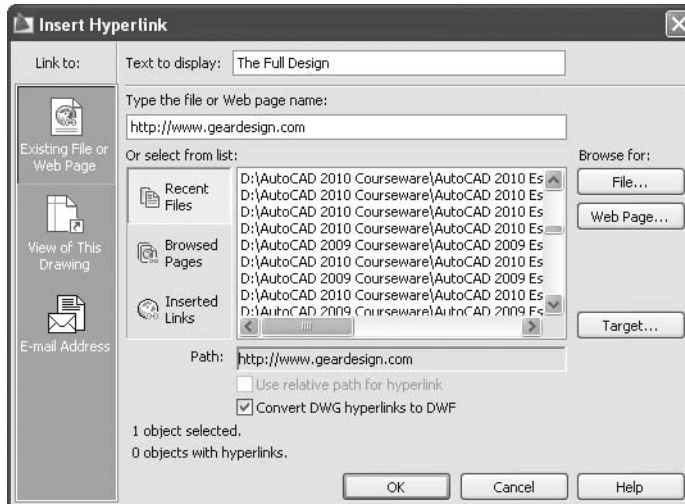 Insert Hyperlink
Link to:
Text to display: The Full Design
Type the file or Web page name:
http://www.geardesign.com
Existing File or
Web Page
View of This
Drawing
E-mail Address
Or select from list:
Recent
Files
Browsed
Pages
Inserted
Links
D:\AutoCAD 2010 Courseware\AutoCAD 2010 Es
D:\AutoCAD 2010 Courseware\AutoCAD 2010 Es
D:\AutoCAD 2010 Courseware\AutoCAD 2010 Es
D:\AutoCAD 2010 Courseware\AutoCAD 2010 Es
D:\AutoCAD 2009 Courseware\AutoCAD 2009 Es
D:\AutoCAD 2010 Courseware\AutoCAD 2010 Es
D:\AutoCAD 2009 Courseware\AutoCAD 2009 Es
D:\AutoCAD 2010 Courseware\AutoCAD 2010 Es
D:\AutoCAD 2009 Courseware\AutoCAD 2009 Es
Browse for:
File...
Web Page...
Target...
Path: http://www.geardesign.com
Use relative path for hyperlink
Convert DWG hyperlinks to DWF
1 object selected.
0 objects with hyperlinks.
OK Cancel Help